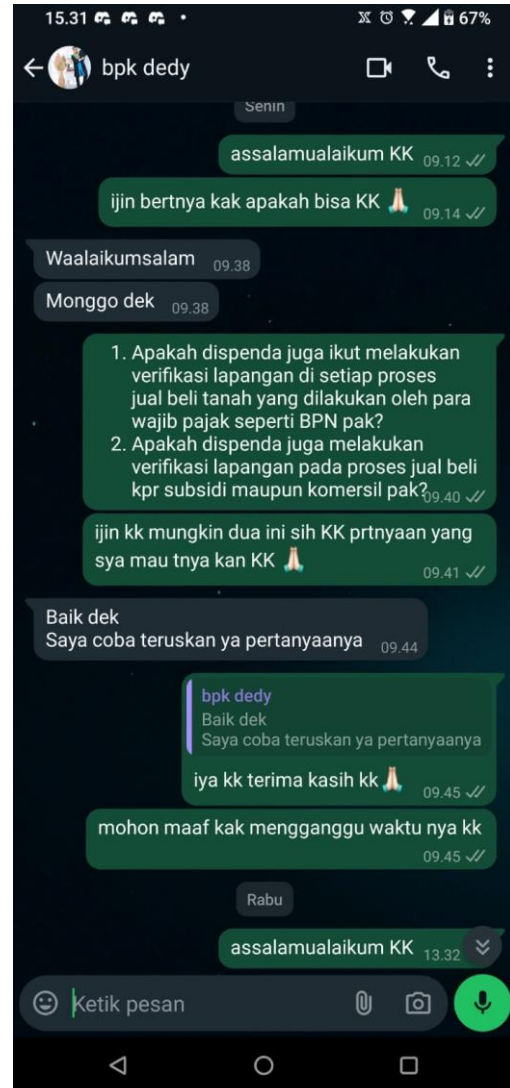 15.31
67%
bpk dedy
Senin
assalamualaikum KK 09.12
ijin bertnya kak apakah bisa KK 09.14
Waalaikumsalam 09.38
Monggo dek 09.38
1. Apakah dispenda juga ikut melakukan
verifikasi lapangan di setiap proses
jual beli tanah yang dilakukan oleh para
wajib pajak seperti BPN pak?
2. Apakah dispenda juga melakukan
verifikasi lapangan pada proses jual beli
kpr subsidi maupun komersil pak? 09.40
ijin kk mungkin dua ini sih KK prtnyaan yang
sya mau tnya kan KK
09.41
Baik dek
Saya coba teruskan ya pertanyaanya 09.44
bpk dedy
Baik dek
Saya coba teruskan ya pertanyaanya
iya kk terima kasih kk 09.45
mohon maaf kak mengganggu waktu nya kk
09.45
Rabu
assalamualaikum KK 13.32
Ketik pesan